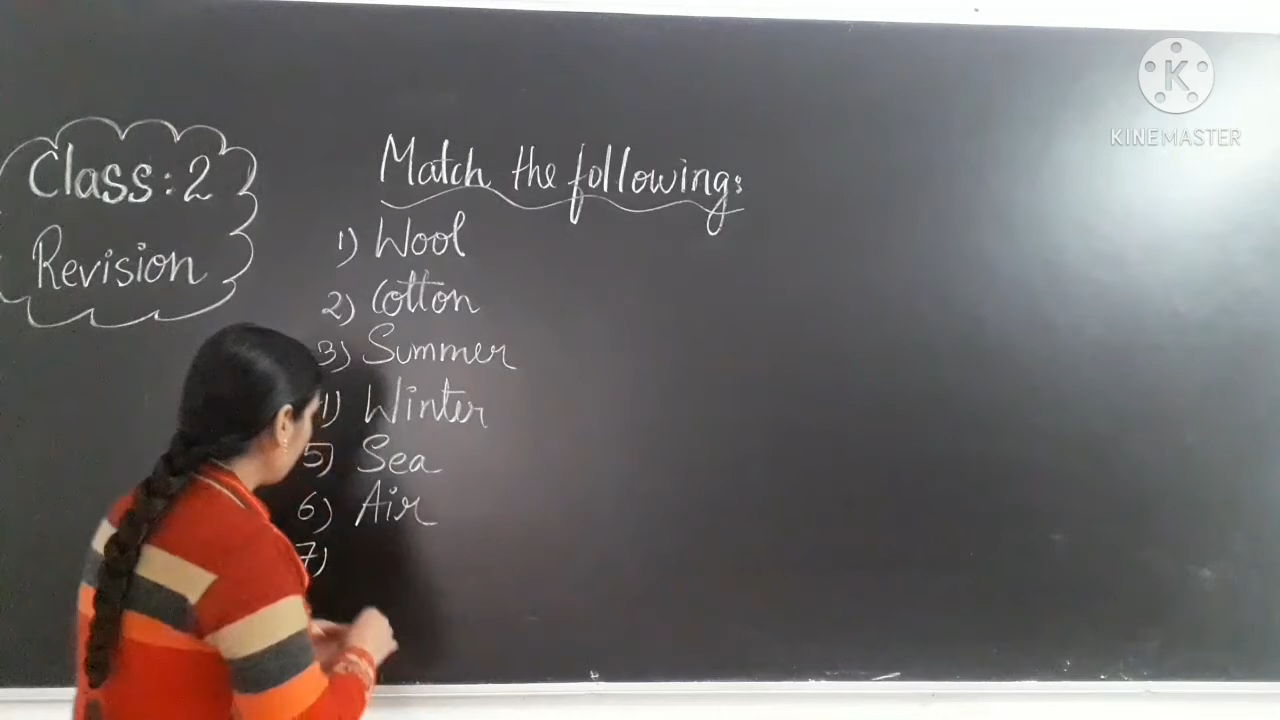 Class: 2
Revision
Match the following:
1) Wool
2) Cotton
3) Summer
4) Winter
5) Sea
6) Air
7)
K
KINEMASTER